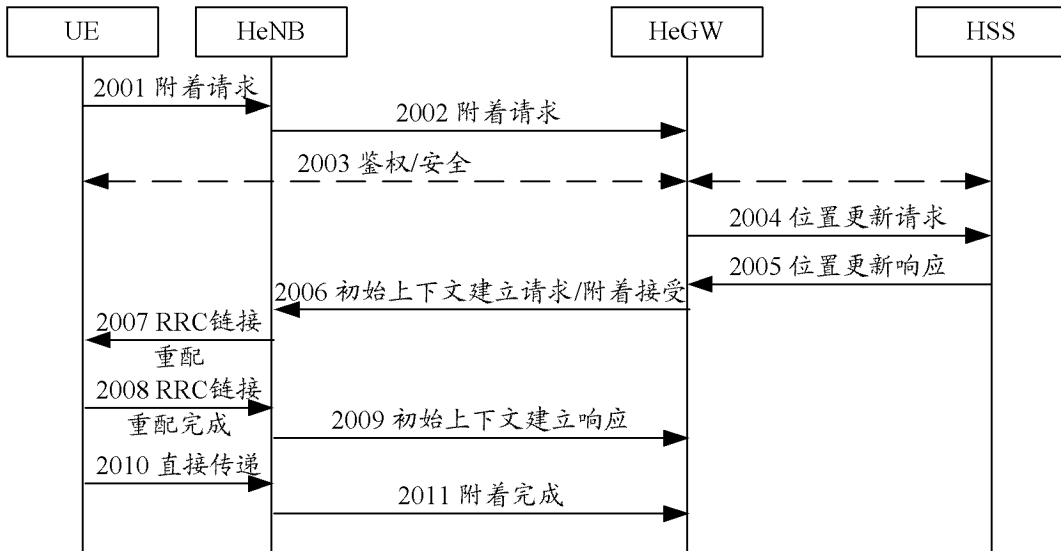 UE
HeNB
HeGW
HSS
2001 附着请求
2002 附着请求
2003 鉴权/安全
2004 位置更新请求
2005 位置更新响应
2006 初始上下文建立请求/附着接受
2007 RRC链接
重配
2008 RRC链接
重配完成
2009 初始上下文建立响应
2010 直接传递
2011 附着完成